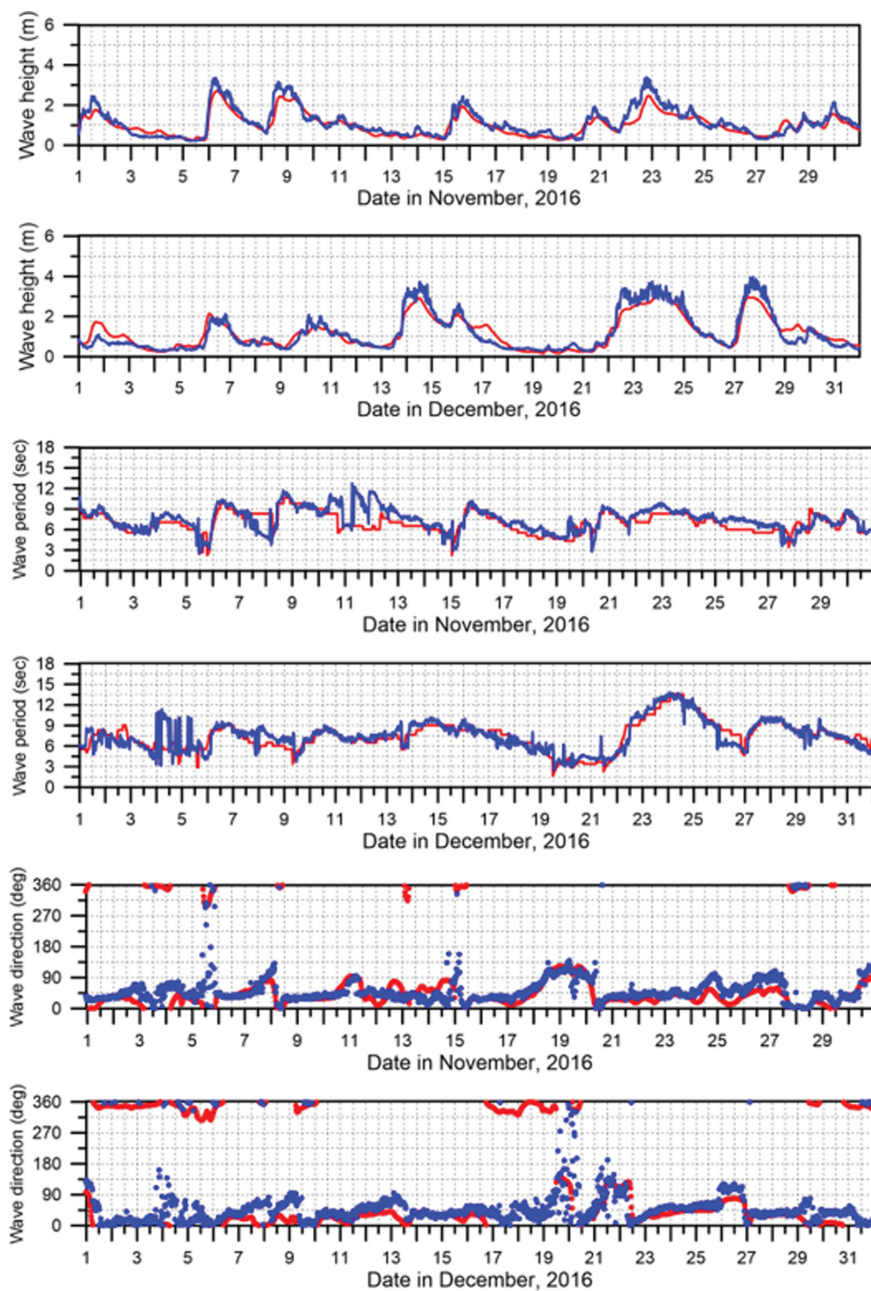 Wave height (m)
6
4
2
0
1 3 5 7 9 11 13 15 17 19 21 23 25 27 29
Date in November, 2016
Wave height (m)
6
4
2
0
1 3 5 7 9 11 13 15 17 19 21 23 25 27 29 31
Date in December, 2016
Wave period (sec)
18
15
12
9
6
3
0
1 3 5 7 9 11 13 15 17 19 21 23 25 27 29
Date in November, 2016
Wave period (sec)
18
15
12
9
6
3
0
1 3 5 7 9 11 13 15 17 19 21 23 25 27 29 31
Date in December, 2016
Wave direction (deg)
360
270
180
90
0
1 3 5 7 9 11 13 15 17 19 21 23 25 27 29
Date in November, 2016
Wave direction (deg)
360
270
180
90
0
1 3 5 7 9 11 13 15 17 19 21 23 25 27 29 31
Date in December, 2016